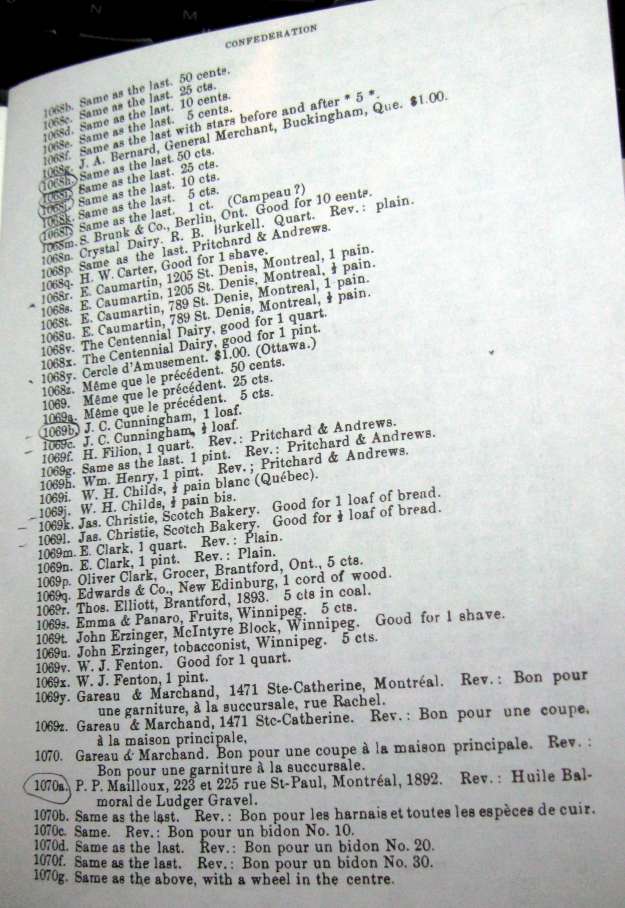 CONFEDERATION
1068b. Same as the last. 50 cents.
1068c. Same as the last. 25 cts.
1068d. Same as the last. 10 cents.
1068e. Same as the last. 5 cents.
1068f. Same as the last with stars before and after * 5 *.
1068g. J. A. Bernard, General Merchant, Buckingham, Que. $1.00.
1068h. Same as the last. 50 cts.
1068i. Same as the last. 25 cts.
1068j. Same as the last. 10 cts.
1068k. Same as the last. 5 cts.
1068l. Same as the last. 1 ct. (Campeau?)
1068m. S. Brunk & Co., Berlin, Ont. Good for 10 cents.
1068n. Crystal Dairy. R. B. Burkell. Quart. Rev.: plain.
1068p. Same as the last. Pritchard & Andrews.
1068q. H. W. Carter, Good for 1 shave.
1068r. E. Caumartin, 1205 St. Denis, Montreal, 1 pain.
1068s. E. Caumartin, 1205 St. Denis, Montreal, ½ pain.
1068t. E. Caumartin, 789 St. Denis, Montreal, 1 pain.
1068u. E. Caumartin, 789 St. Denis, Montreal, ½ pain.
1068v. The Centennial Dairy, good for 1 quart.
1068x. The Centennial Dairy, good for 1 pint.
1068y. Cercle d'Amusement. $1.00. (Ottawa.)
1068z. Même que le précédent. 50 cents.
1069. Même que le précédent. 25 cts.
1069a. Même que le précédent. 5 cts.
1069b. J. C. Cunningham, 1 loaf.
1069c. J. C. Cunningham, ½ loaf.
1069f. H. Filion, 1 quart. Rev.: Pritchard & Andrews.
1069g. Same as the last. 1 pint. Rev.: Pritchard & Andrews.
1069h. Wm. Henry, 1 pint. Rev.; Pritchard & Andrews.
1069i. W. H. Childs, ½ pain blanc (Québec).
1069j. W. H. Childs, ½ pain bis.
1069k. Jas. Christie, Scotch Bakery. Good for 1 loaf of bread.
1069l. Jas. Christie, Scotch Bakery. Good for ½ loaf of bread.
1069m. E. Clark, 1 quart. Rev.: Plain.
1069n. E. Clark, 1 pint. Rev.: Plain.
1069p. Oliver Clark, Grocer, Brantford, Ont., 5 cts.
1069q. Edwards & Co., New Edinburg, 1 cord of wood.
1069r. Thos. Elliott, Brantford, 1893. 5 cts in coal.
1069s. Emma & Panaro, Fruits, Winnipeg. 5 cts.
1069t. John Erzinger, McIntyre Block, Winnipeg. Good for 1 shave.
1069u. John Erzinger, tobacconist, Winnipeg. 5 cts.
1069v. W. J. Fenton. Good for 1 quart.
1069x. W. J. Fenton, 1 pint.
1069y. Gareau & Marchand, 1471 Ste-Catherine, Montréal. Rev.: Bon pour
une garniture, à la succursale, rue Rachel.
1069z. Gareau & Marchand, 1471 Ste-Catherine. Rev.: Bon pour une coupe,
à la maison principale,
1070. Gareau & Marchand. Bon pour une coupe à la maison principale. Rev.:
Bon pour une garniture à la succursale.
1070a. P. P. Mailloux, 223 et 225 rue St-Paul, Montréal, 1892. Rev.: Huile Bal-
moral de Ludger Gravel.
1070b. Same as the last. Rev.: Bon pour les harnais et toutes les espèces de cuir.
1070c. Same. Rev.: Bon pour un bidon No. 10.
1070d. Same as the last. Rev.: Bon pour un bidon No. 20.
1070f. Same as the last. Rev.: Bon pour un bidon No. 30.
1070g. Same as the above, with a wheel in the centre.